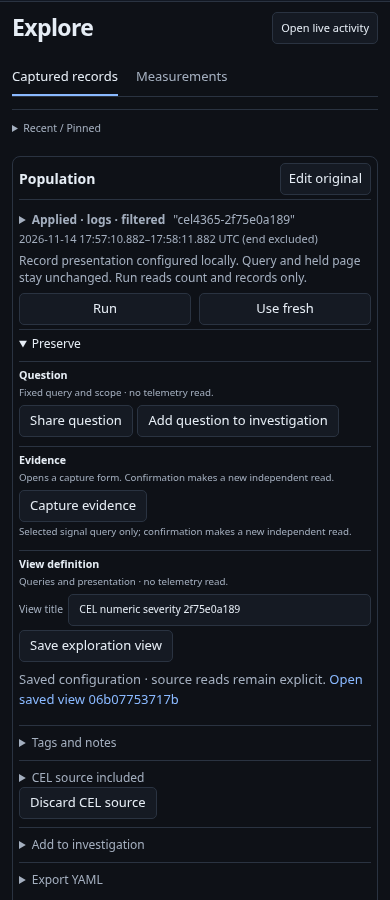 Explore
Open live activity
Captured records
Measurements
Recent / Pinned
Population
Edit original
Applied · logs · filtered "cel4365-2f75e0a189"
2026-11-14 17:57:10.882–17:58:11.882 UTC (end excluded)
Record presentation configured locally. Query and held page
stay unchanged. Run reads count and records only.
Run
Use fresh
Preserve
Question
Fixed query and scope · no telemetry read.
Share question
Add question to investigation
Evidence
Opens a capture form. Confirmation makes a new independent read.
Capture evidence
Selected signal query only; confirmation makes a new independent read.
View definition
Queries and presentation · no telemetry read.
View title
CEL numeric severity 2f75e0a189
Save exploration view
Saved configuration · source reads remain explicit. Open
saved view 06b07753717b
Tags and notes
CEL source included
Discard CEL source
Add to investigation
Export YAML